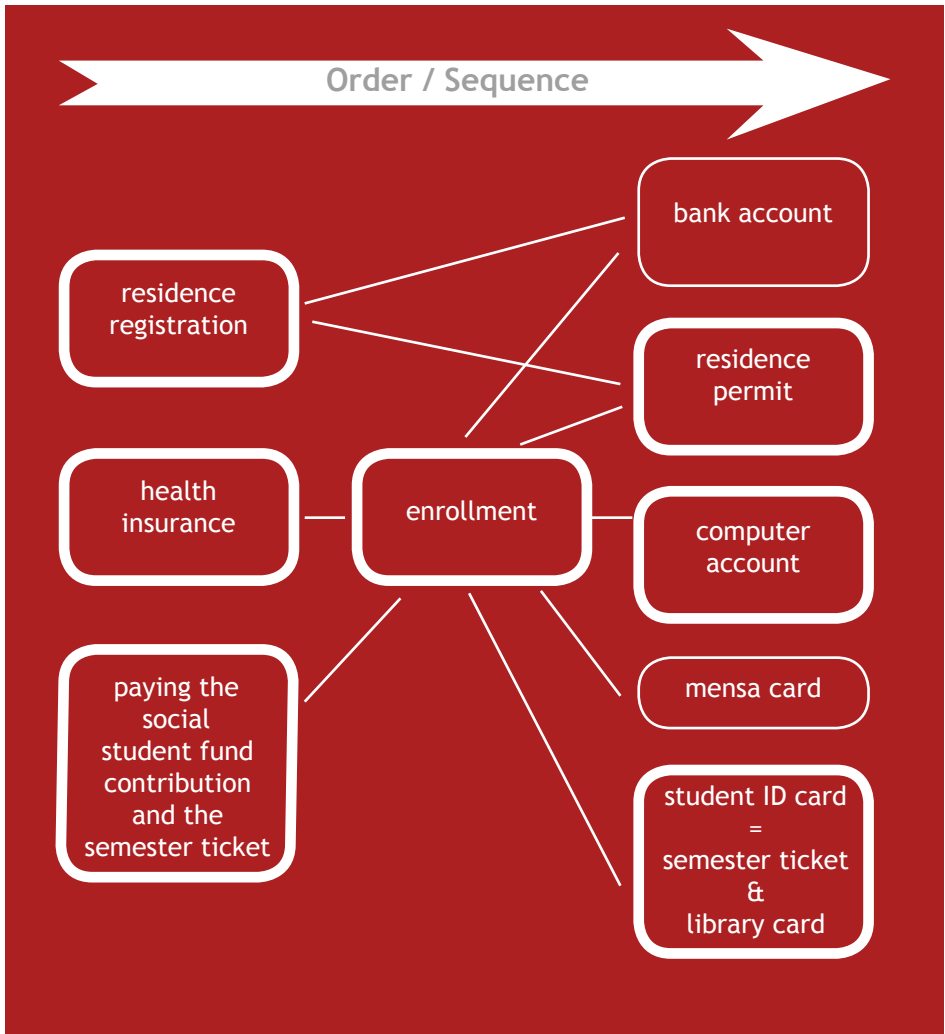 Order / Sequence
bank account
residence
registration
residence
permit
health
insurance
enrollment
computer
account
paying the
social
student fund
contribution
and the
semester ticket
mensa card
student ID card
=
semester ticket
&
library card